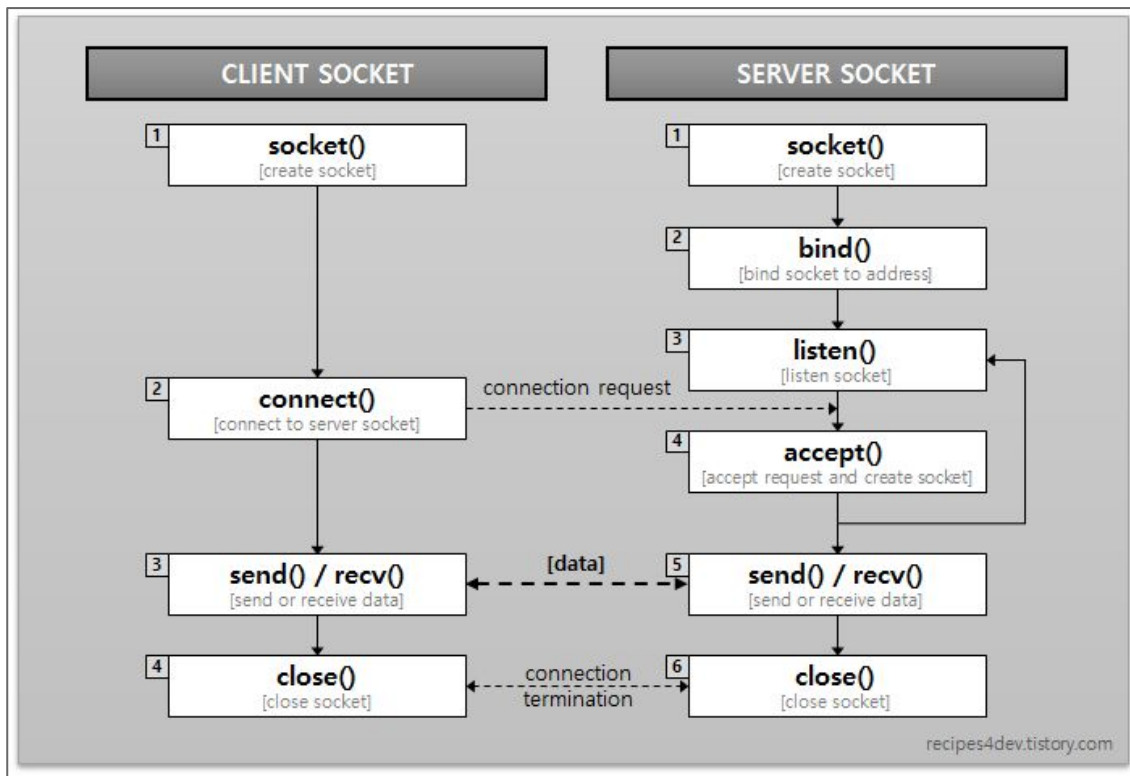 CLIENT SOCKET
1
socket()
[create socket]
2
connect()
[connect to server socket]
3
send() / recv()
[send or receive data]
4
close()
[close socket]
connection request
[data]
connection
termination
SERVER SOCKET
1
socket()
[create socket]
2
bind()
[bind socket to address]
3
listen()
[listen socket]
4
accept()
[accept request and create socket]
5
send() / recv()
[send or receive data]
6
close()
[close socket]
recipes4dev.tistory.com